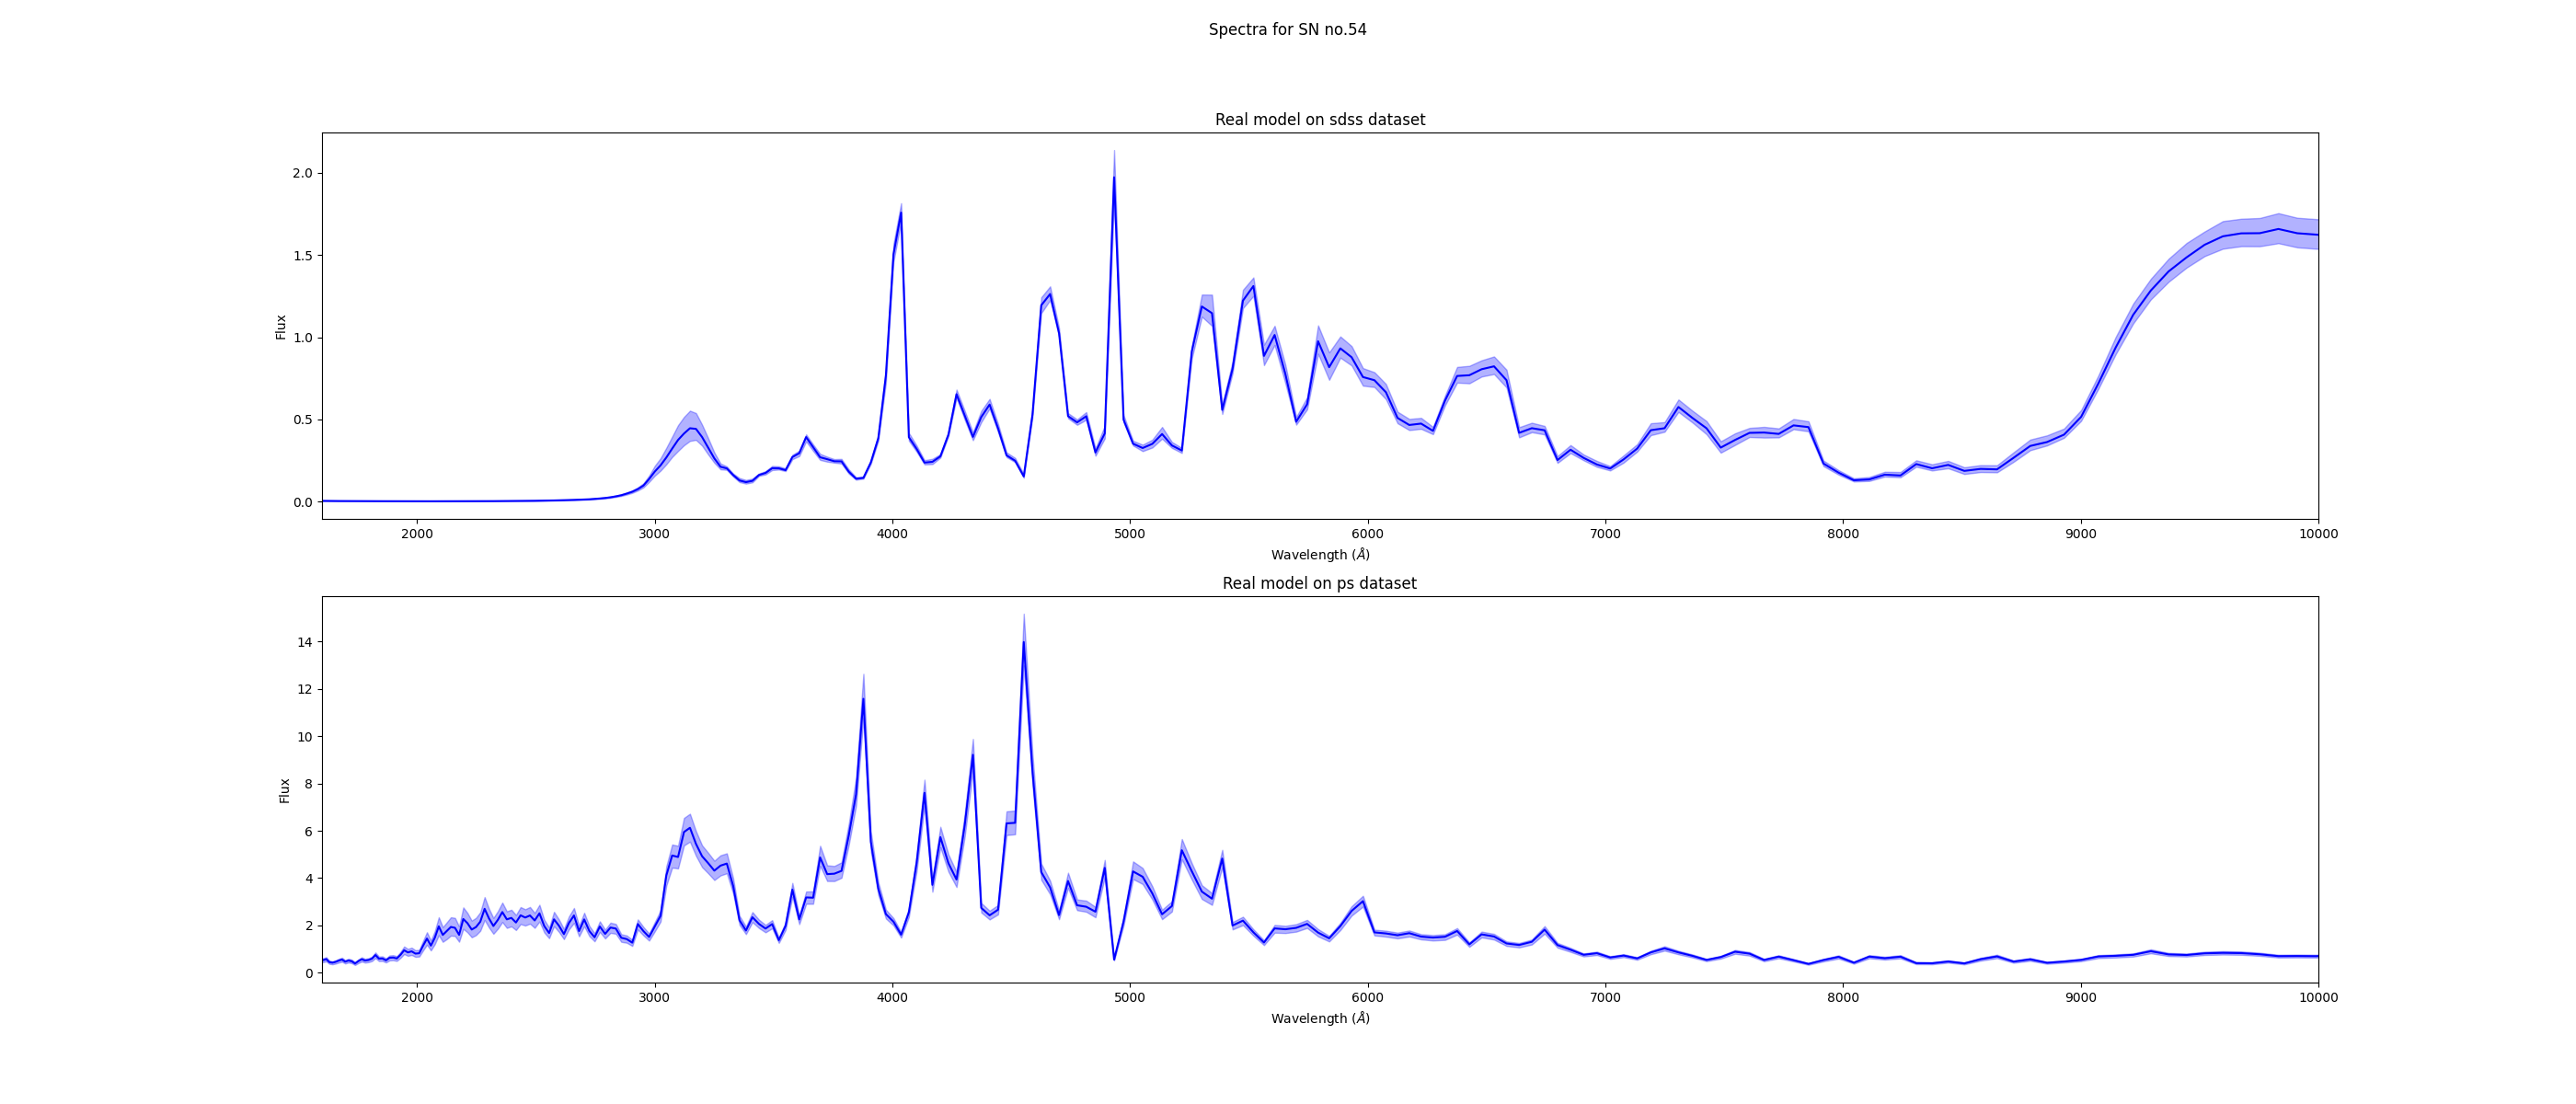 Spectra for SN no.54
Real model on sdss dataset
Flux
2.0
1.5
1.0
0.5
0.0
2000 3000 4000 5000 6000 7000 8000 9000 10000
Wavelength (Å)
Real model on ps dataset
Flux
14
12
10
8
6
4
2
0
2000 3000 4000 5000 6000 7000 8000 9000 10000
Wavelength (Å)